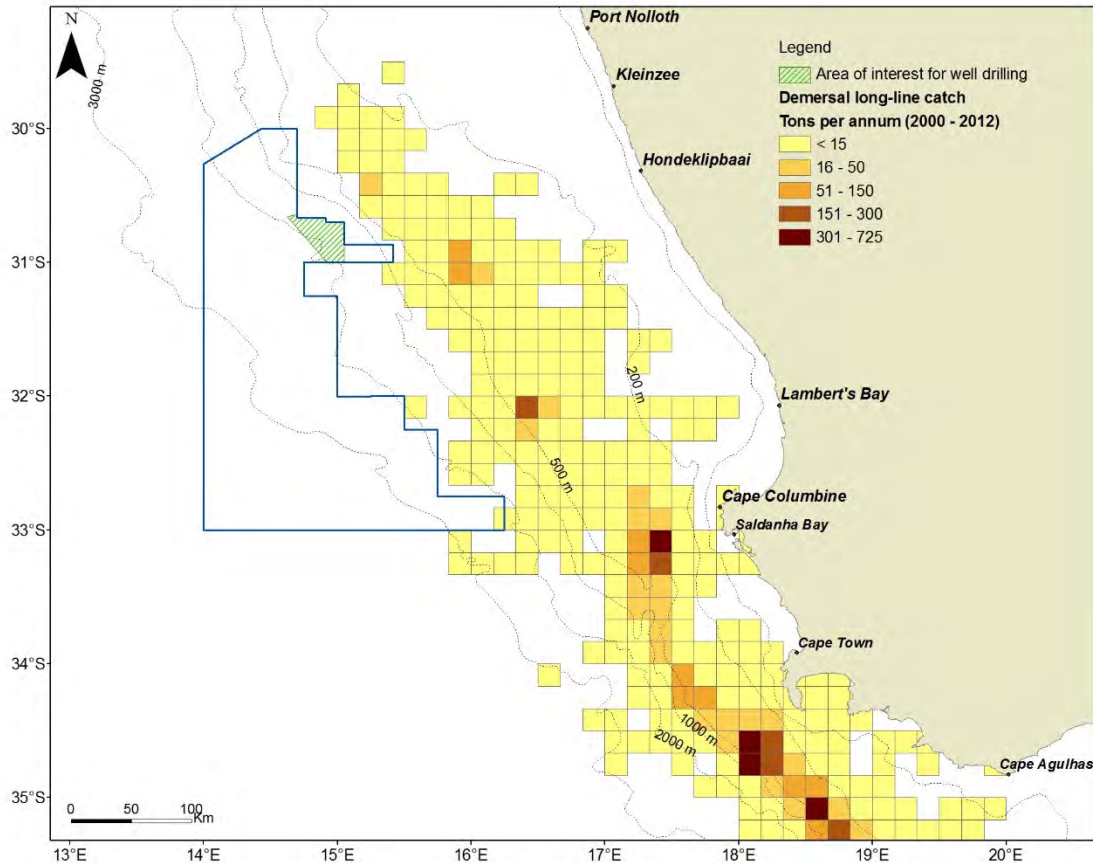 N
Port Nolloth
Kleinzee
Hondeklipbaai
Lambert's Bay
Cape Columbine
Saldanha Bay
Cape Town
Cape Agulhas
Legend
Area of interest for well drilling
Demersal long-line catch
Tons per annum (2000 - 2012)
< 15
16 - 50
51 - 150
151 - 300
301 - 725
3000 m
200 m
500 m
1000 m
2000 m
30°S
31°S
32°S
33°S
34°S
35°S
0 50 100
Km
13°E 14°E 15°E 16°E 17°E 18°E 19°E 20°E